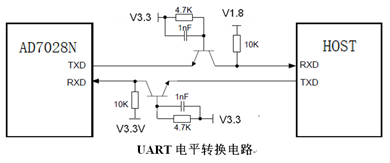 V3.3
4.7K
V1.8
1nF
AD7028N
10K
HOST
TXD
RXD
RXD
TXD
10K
1nF
V3.3
V3.3V
4.7K
UART 电平转换电路